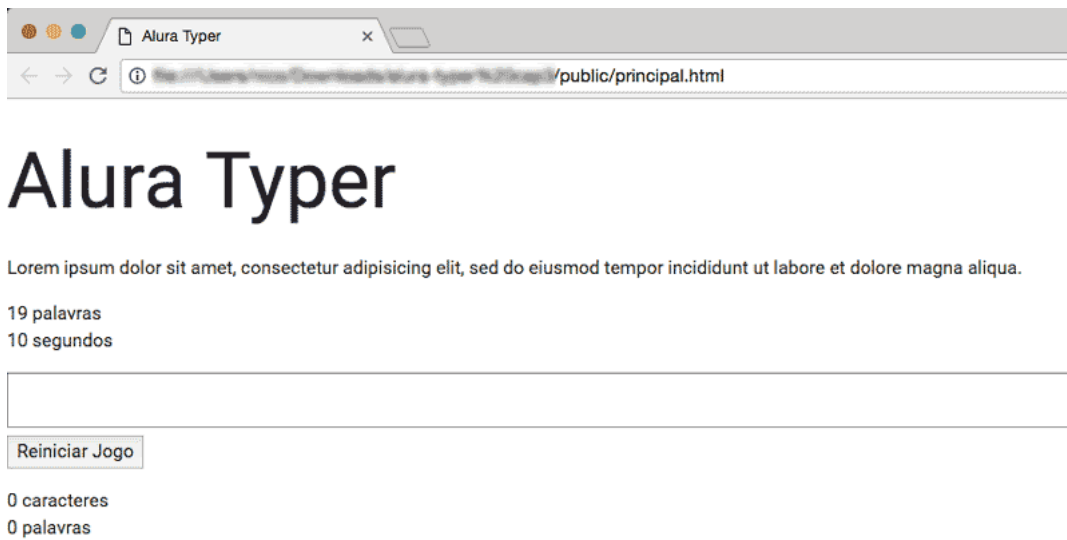 Alura Typer
/public/principal.html
Alura Typer
Lorem ipsum dolor sit amet, consectetur adipisicing elit, sed do eiusmod tempor incididunt ut labore et dolore magna aliqua.
19 palavras
10 segundos
Reiniciar Jogo
0 caracteres
0 palavras